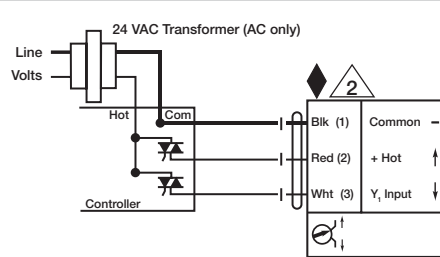 24 VAC Transformer (AC only)
Line
Volts
2
Hot Com
Blk (1) Common –
Red (2) + Hot
Wht (3) Y₁ Input
Controller